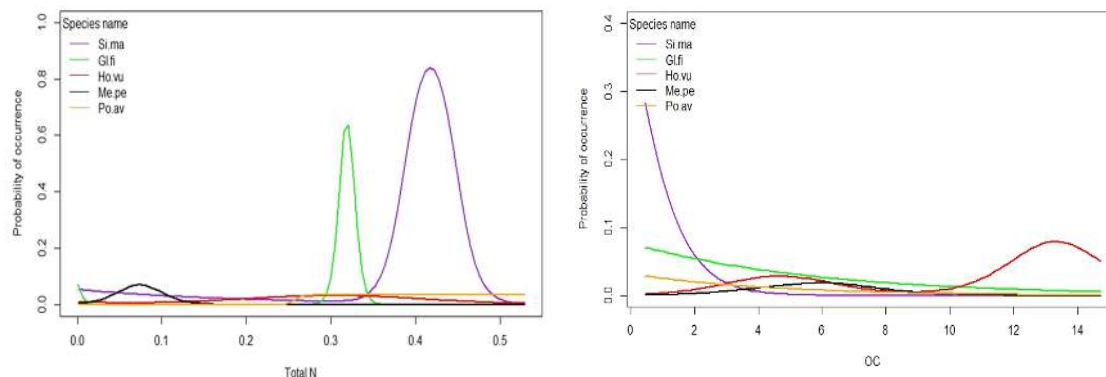 Species name
Si.ma
Gl.fi
Ho.vu
Me.pe
Po.av
Probability of occurrence
1.0
0.8
0.6
0.4
0.2
0.0
0.0 0.1 0.2 0.3 0.4 0.5
Total N
Species name
Si.ma
Gl.fi
Ho.vu
Me.pe
Po.av
Probability of occurrence
0.4
0.3
0.2
0.1
0.0
0 2 4 6 8 10 12 14
OC